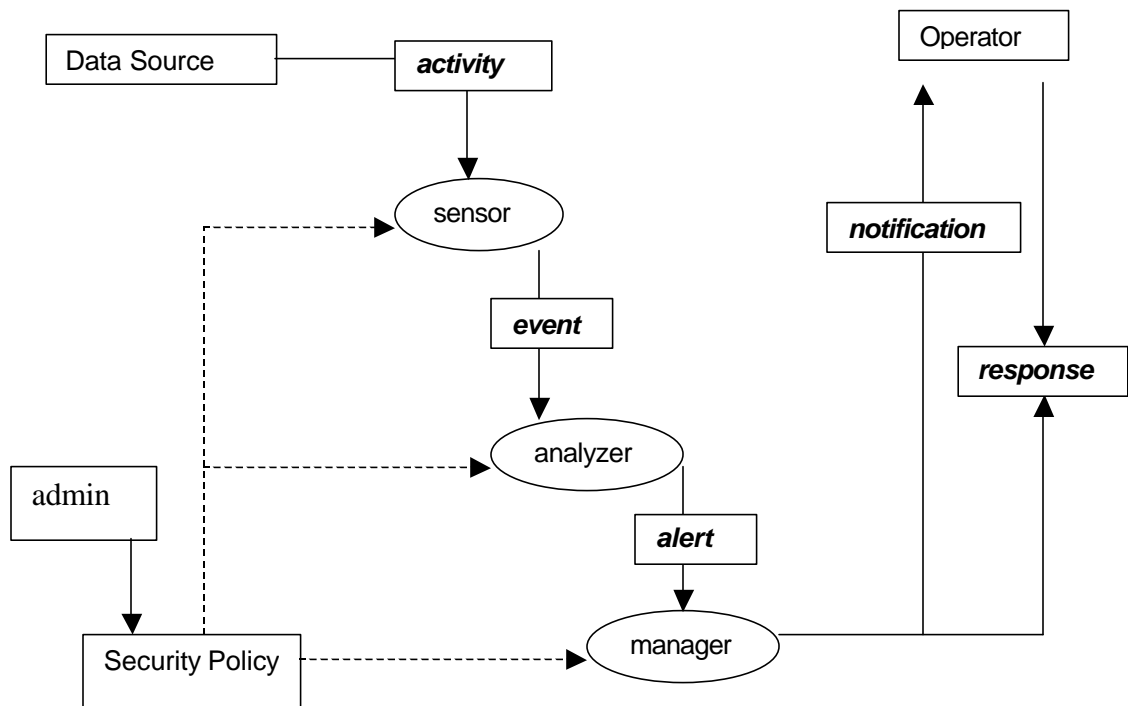 Data Source
activity
Operator
sensor
notification
event
response
analyzer
admin
alert
manager
Security Policy